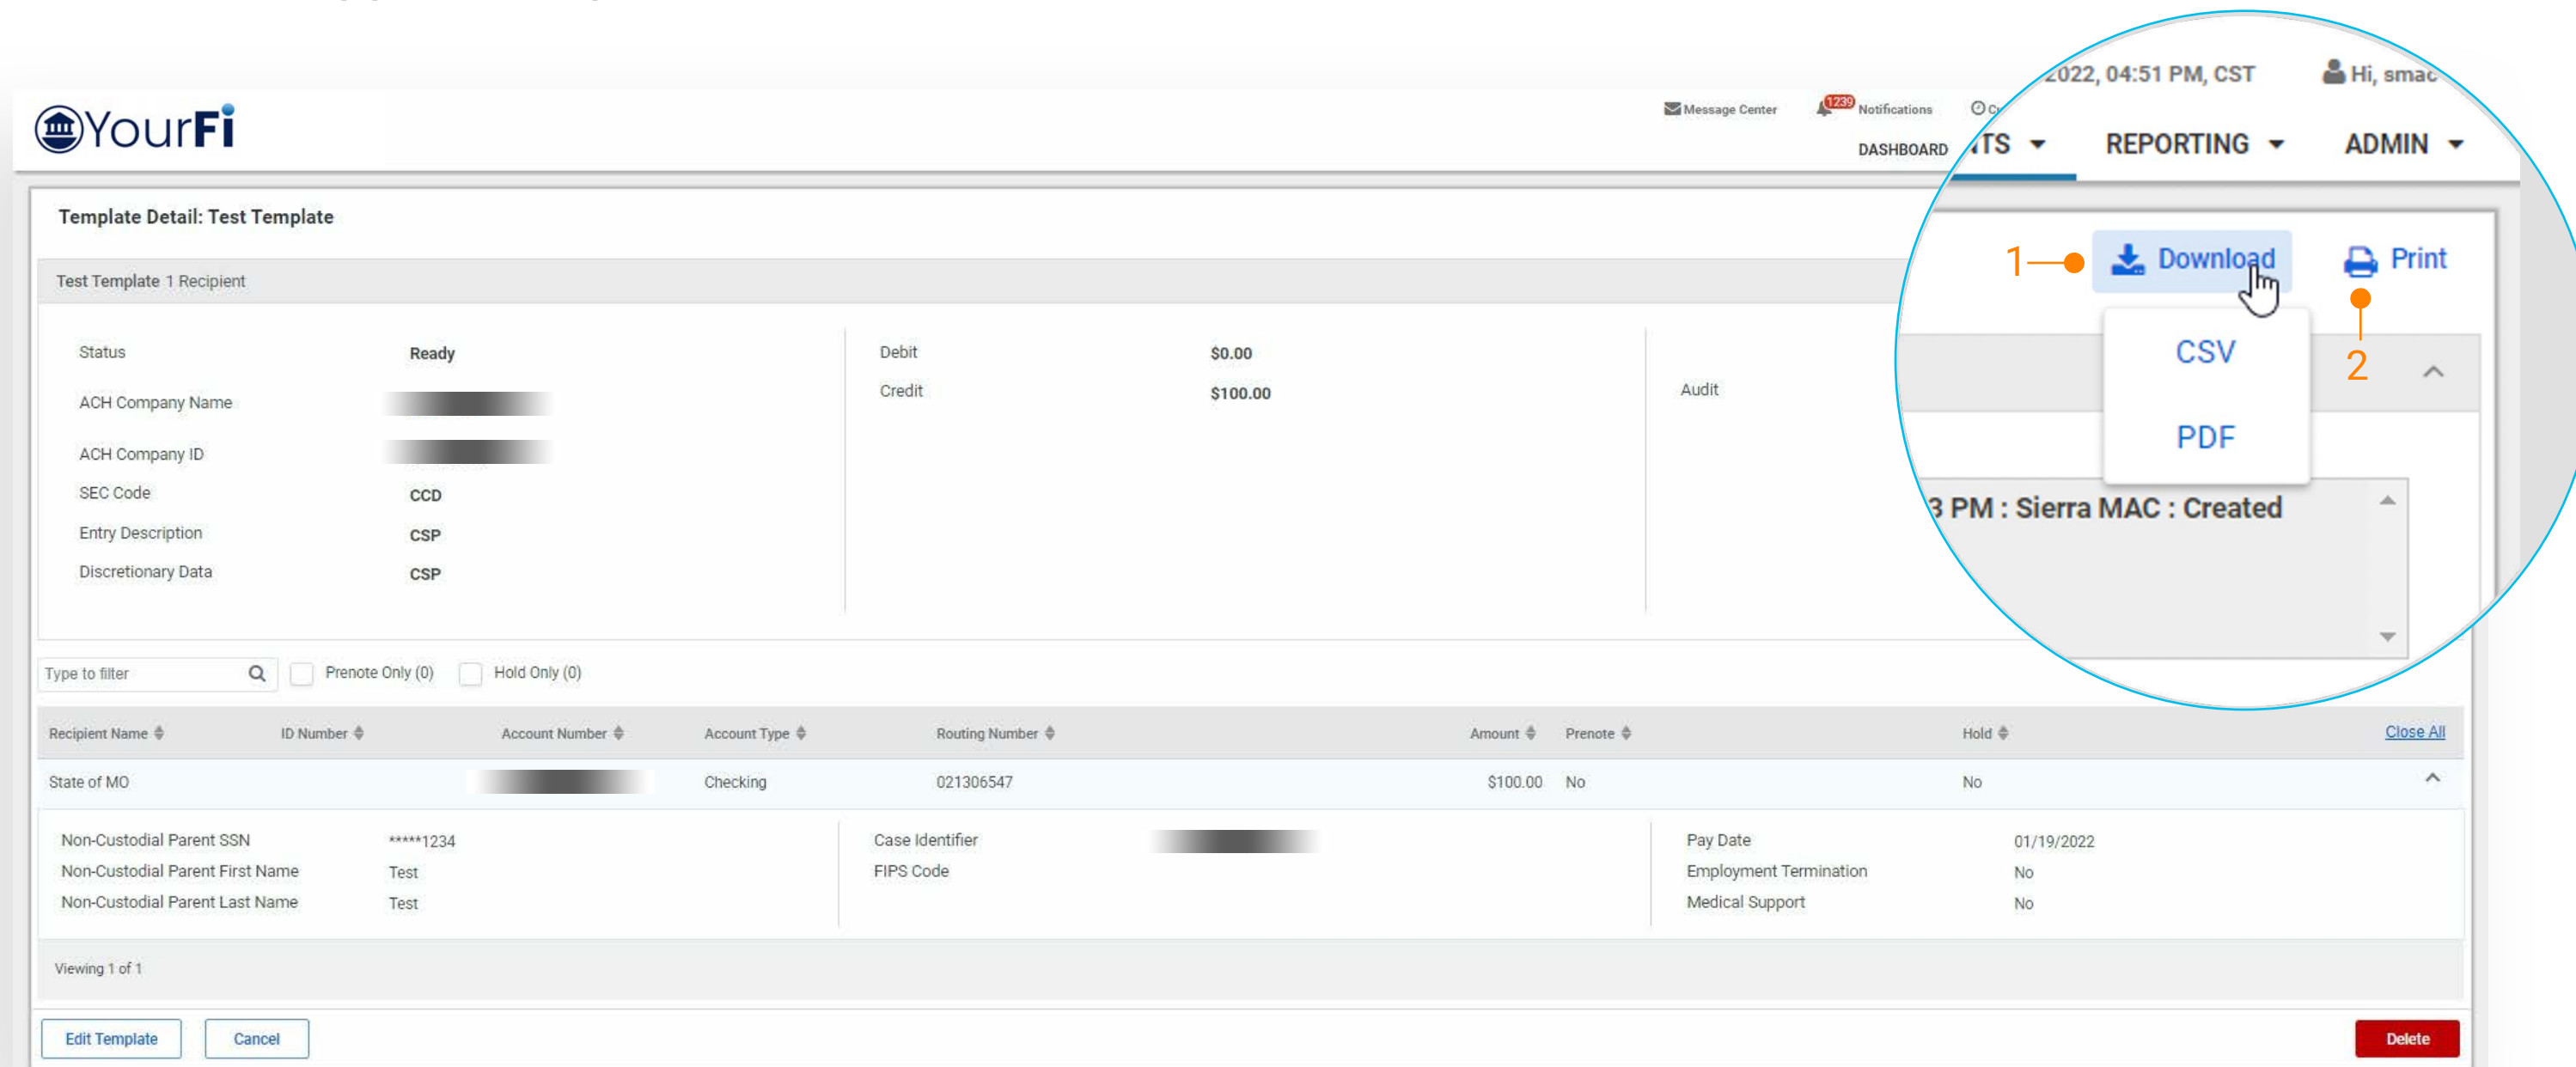 YourFi
Message Center
1239 Notifications
2022, 04:51 PM, CST
Hi, smac
DASHBOARD
REPORTING
ADMIN
Template Detail: Test Template
1
Download
Print
Test Template 1 Recipient
CSV
PDF
2
Status Ready
Debit $0.00
ACH Company Name
Credit $100.00
Audit
ACH Company ID
SEC Code CCD
3 PM : Sierra MAC : Created
Entry Description CSP
Discretionary Data CSP
Type to filter
Prenote Only (0)
Hold Only (0)
Recipient Name ID Number Account Number Account Type Routing Number Amount Prenote Hold Close All
State of MO Checking 021306547 $100.00 No No
Non-Custodial Parent SSN *****1234
Non-Custodial Parent First Name Test
Non-Custodial Parent Last Name Test
Case Identifier
FIPS Code
Pay Date 01/19/2022
Employment Termination No
Medical Support No
Viewing 1 of 1
Edit Template
Cancel
Delete